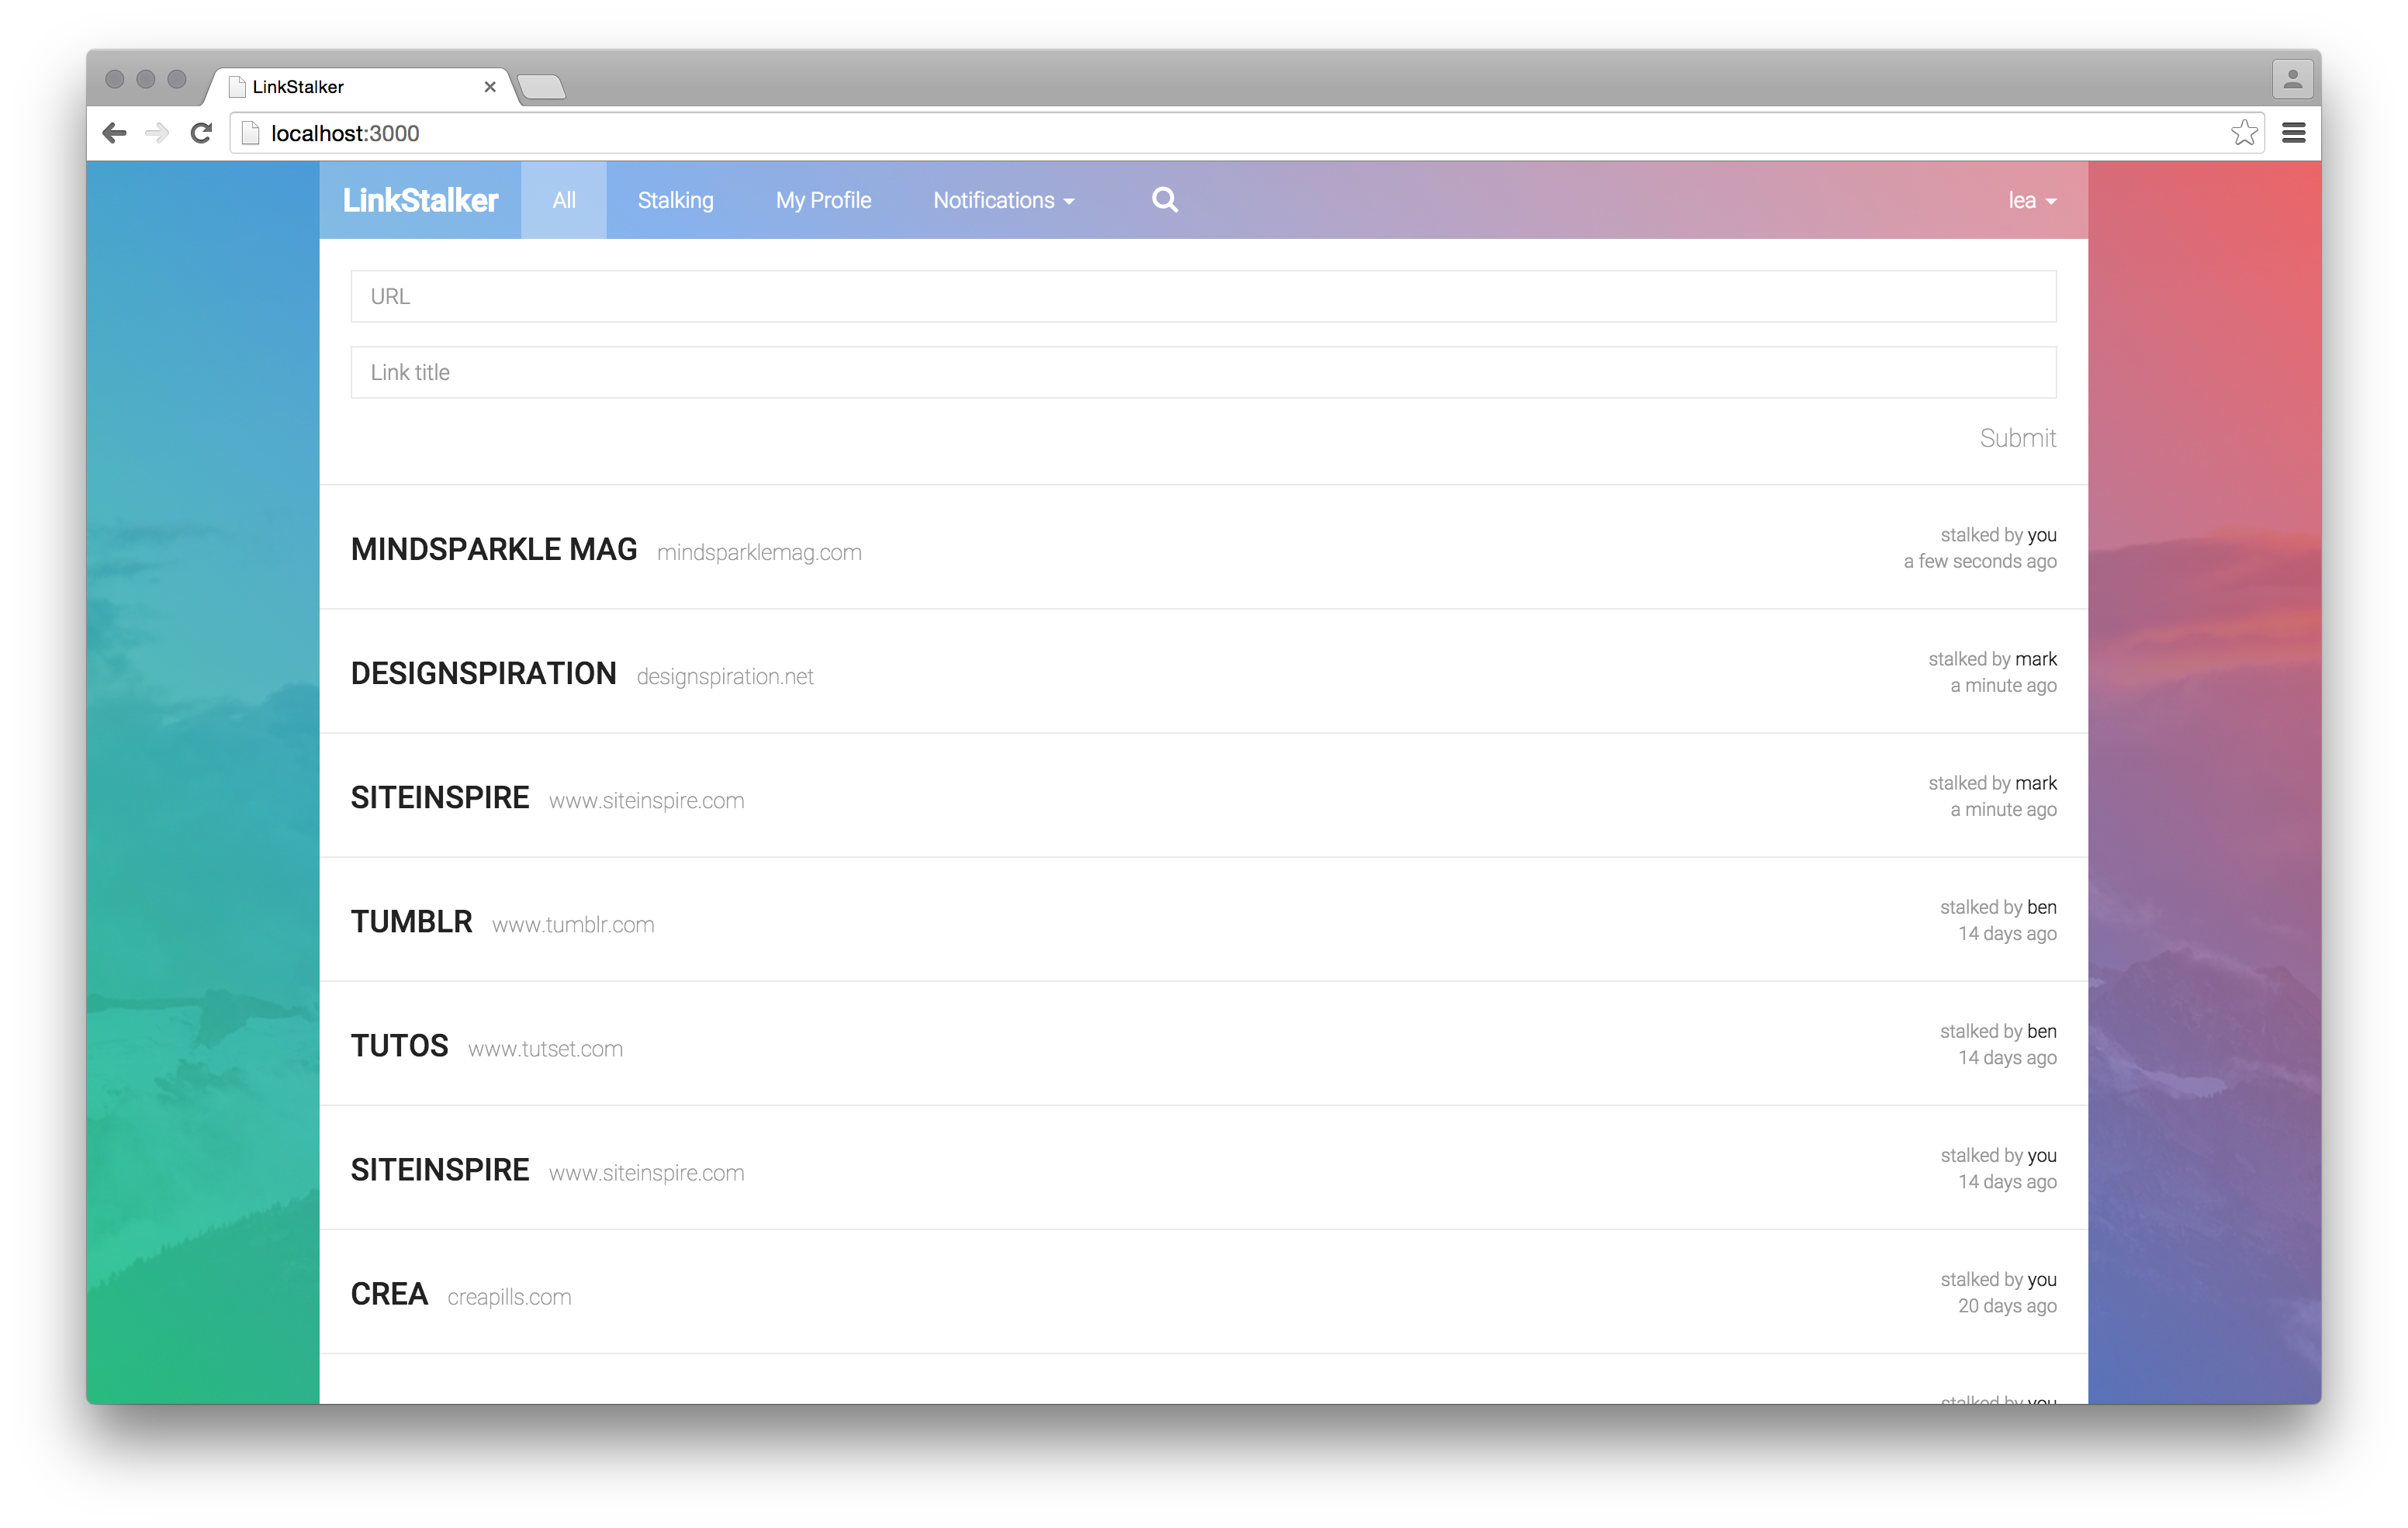 LinkStalker
localhost:3000
LinkStalker All Stalking My Profile Notifications lea
URL
Link title
Submit
MINDSPARKLE MAG mindsparklemag.com
stalked by you
a few seconds ago
DESIGNSPIRATION designspiration.net
stalked by mark
a minute ago
SITEINSPIRE www.siteinspire.com
stalked by mark
a minute ago
TUMBLR www.tumblr.com
stalked by ben
14 days ago
TUTOS www.tutset.com
stalked by ben
14 days ago
SITEINSPIRE www.siteinspire.com
stalked by you
14 days ago
CREA creapills.com
stalked by you
20 days ago
stalked by you